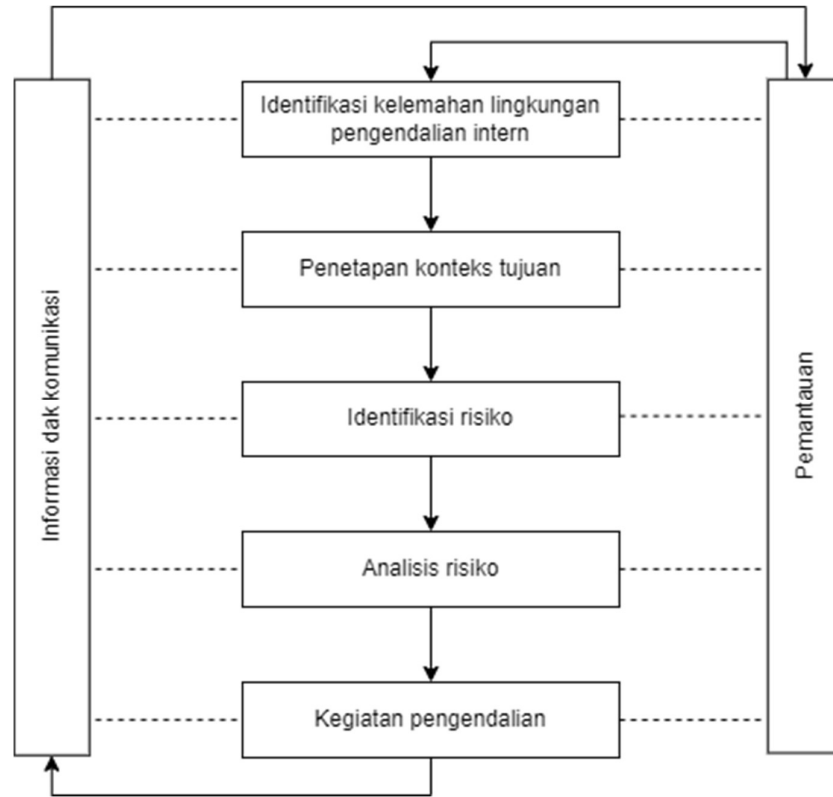 Identifikasi kelemahan lingkungan
pengendalian intern
Penetapan konteks tujuan
Identifikasi risiko
Analisis risiko
Kegiatan pengendalian
Informasi dak komunikasi
Pemantauan